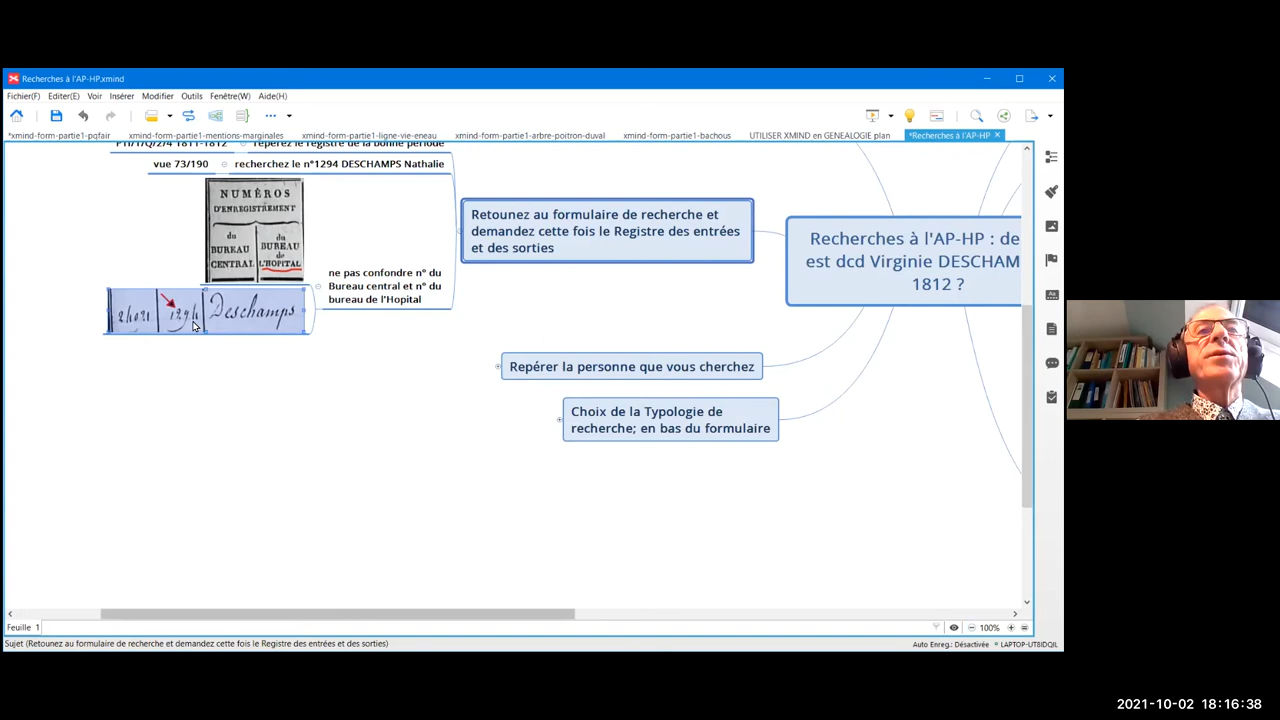 Recherches à l'AP-HP.xmind
Fichier(F) Editer(E) Voir Insérer Modifier Outils Fenêtre(W) Aide(H)
*xmind-form-partie1-pqfair xmind-form-partie1-mentions-marginales xmind-form-partie1-ligne-vie-eneau xmind-form-partie1-arbre-poitron-duval xmind-form-partie1-bachous UTILISER XMIND en GENEALOGIE plan *Recherches à l'AP-HP
1811-1812 repérez le registre de la bonne période
vue 73/190 recherchez le n°1294 DESCHAMPS Nathalie
NUMÉROS
D'ENREGISTREMENT
du
BUREAU
CENTRAL
du
BUREAU
de
L'HOPITAL
ne pas confondre n° du
Bureau central et n° du
bureau de l'Hopital
1294 Deschamps
Retounez au formulaire de recherche et
demandez cette fois le Registre des entrées
et des sorties
Recherches à l'AP-HP : de
est dcd Virginie DESCHAM
1812 ?
Repérer la personne que vous cherchez
Choix de la Typologie de
recherche; en bas du formulaire
Feuille 1
100%
Sujet (Retounez au formulaire de recherche et demandez cette fois le Registre des entrées et des sorties)
Auto Enreg.: Désactivée LAPTOP-UT8IDQIL
2021-10-02 18:16:38